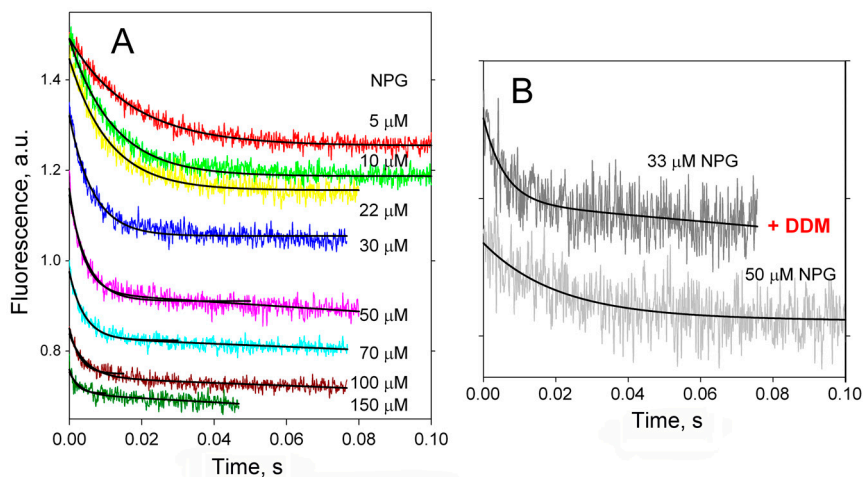 A
NPG
5 μM
10 μM
22 μM
30 μM
50 μM
70 μM
100 μM
150 μM
Fluorescence, a.u.
1.4
1.2
1.0
0.8
0.00 0.02 0.04 0.06 0.08 0.10
Time, s
B
33 μM NPG
+ DDM
50 μM NPG
0.00 0.02 0.04 0.06 0.08 0.10
Time, s